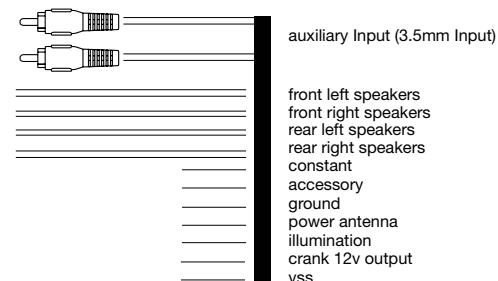 auxiliary Input (3.5mm Input)
front left speakers
front right speakers
rear left speakers
rear right speakers
constant
accessory
ground
power antenna
illumination
crank 12v output
vss